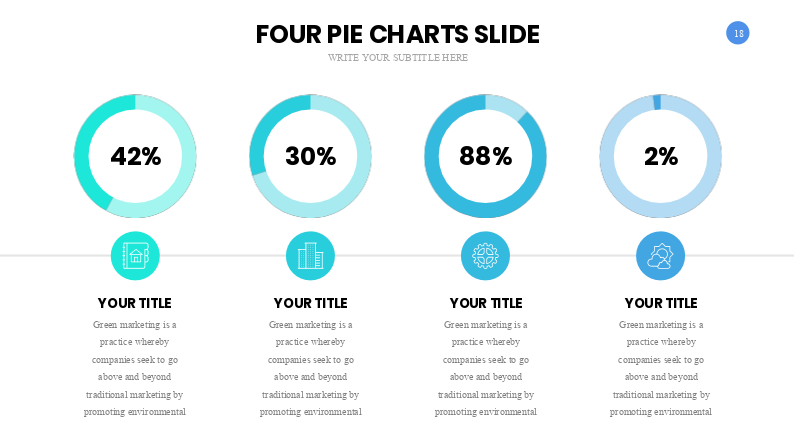 FOUR PIE CHARTS SLIDE
18
WRITE YOUR SUBTITLE HERE
42%
30%
88%
2%
YOUR TITLE
Green marketing is a
practice whereby
companies seek to go
above and beyond
traditional marketing by
promoting environmental
YOUR TITLE
Green marketing is a
practice whereby
companies seek to go
above and beyond
traditional marketing by
promoting environmental
YOUR TITLE
Green marketing is a
practice whereby
companies seek to go
above and beyond
traditional marketing by
promoting environmental
YOUR TITLE
Green marketing is a
practice whereby
companies seek to go
above and beyond
traditional marketing by
promoting environmental